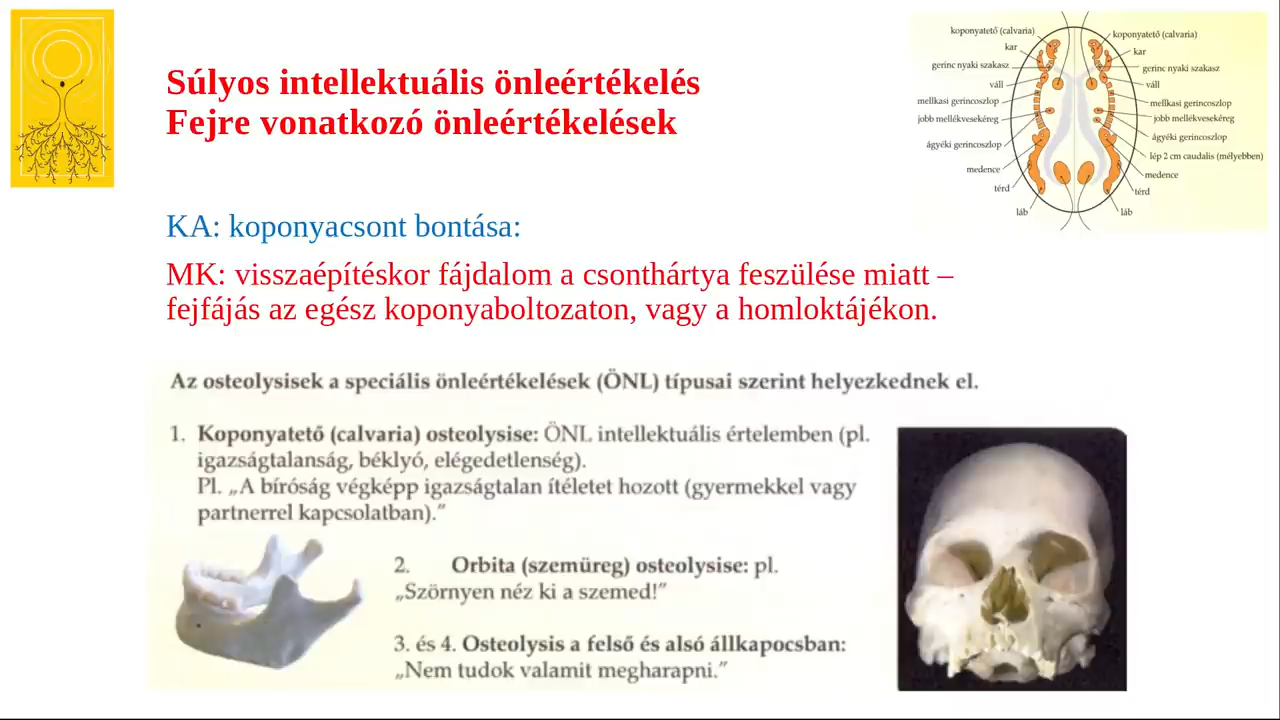 Súlyos intellektuális önleértékelés
Fejre vonatkozó önleértékelések
koponyatető (calvaria)
kar
gerinc nyaki szakasz
váll
mellkasi gerincoszlop
jobb mellékvesekéreg
ágyéki gerincoszlop
medence
térd
láb
koponyatető (calvaria)
kar
gerinc nyaki szakasz
váll
mellkasi gerincoszlop
jobb mellékvesekéreg
ágyéki gerincoszlop
lép 2 cm caudalis (mélyebben)
medence
térd
láb
KA: koponyacsont bontása:
MK: visszaépítéskor fájdalom a csonthártya feszülése miatt –
fejfájás az egész koponyaboltozaton, vagy a homloktájékon.
Az osteolysisek a speciális önleértékelések (ÖNL) típusai szerint helyezkednek el.
1. Koponyatető (calvaria) osteolysise: ÖNL intellektuális értelemben (pl.
igazságtalanság, béklyó, elégedetlenség).
Pl. „A bíróság végképp igazságtalan ítéletet hozott (gyermekkel vagy
partnerrel kapcsolatban).”
2. Orbita (szemüreg) osteolysise: pl.
„Szörnyen néz ki a szemed!”
3. és 4. Osteolysis a felső és alsó állkapocsban:
„Nem tudok valamit megharapni.”